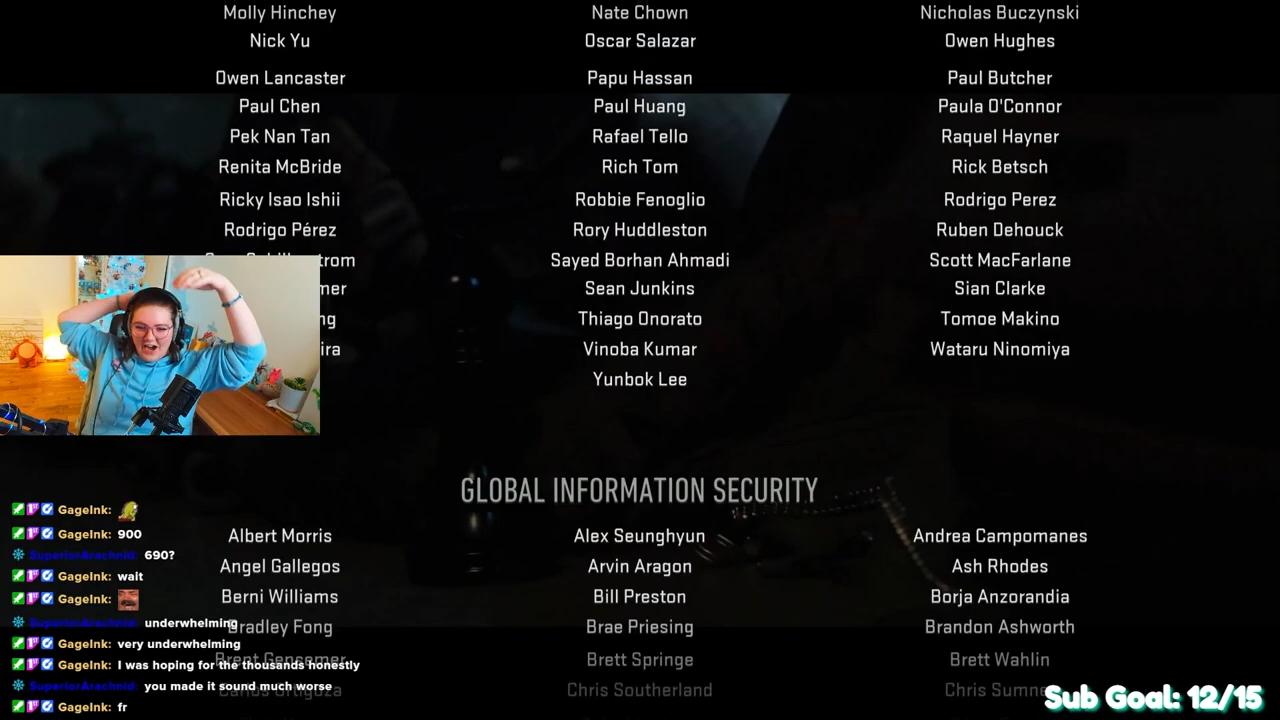 Molly Hinchey Nate Chown Nicholas Buczynski
Nick Yu Oscar Salazar Owen Hughes
Owen Lancaster Papu Hassan Paul Butcher
Paul Chen Paul Huang Paula O'Connor
Pek Nan Tan Rafael Tello Raquel Hayner
Renita McBride Rich Tom Rick Betsch
Ricky Isao Ishii Robbie Fenoglio Rodrigo Perez
Rodrigo Pérez Rory Huddleston Ruben Dehouck
Sayed Borhan Ahmadi Scott MacFarlane
Sean Junkins Sian Clarke
Thiago Onorato Tomoe Makino
Vinoba Kumar Wataru Ninomiya
Yunbok Lee
GLOBAL INFORMATION SECURITY
Albert Morris Alex Seunghyun Andrea Campomanes
Angel Gallegos Arvin Aragon Ash Rhodes
Berni Williams Bill Preston Borja Anzorandia
Bradley Fong Brae Priesing Brandon Ashworth
Brent Gensemer Brett Springe Brett Wahlin
Carlos Ortigoza Chris Southerland Chris
GageInk:
GageInk: 900
SuperiorArachnid: 690?
GageInk: wait
GageInk:
SuperiorArachnid: underwhelming
GageInk: very underwhelming
GageInk: I was hoping for the thousands honestly
SuperiorArachnid: you made it sound much worse
GageInk: fr
Sub Goal: 12/15